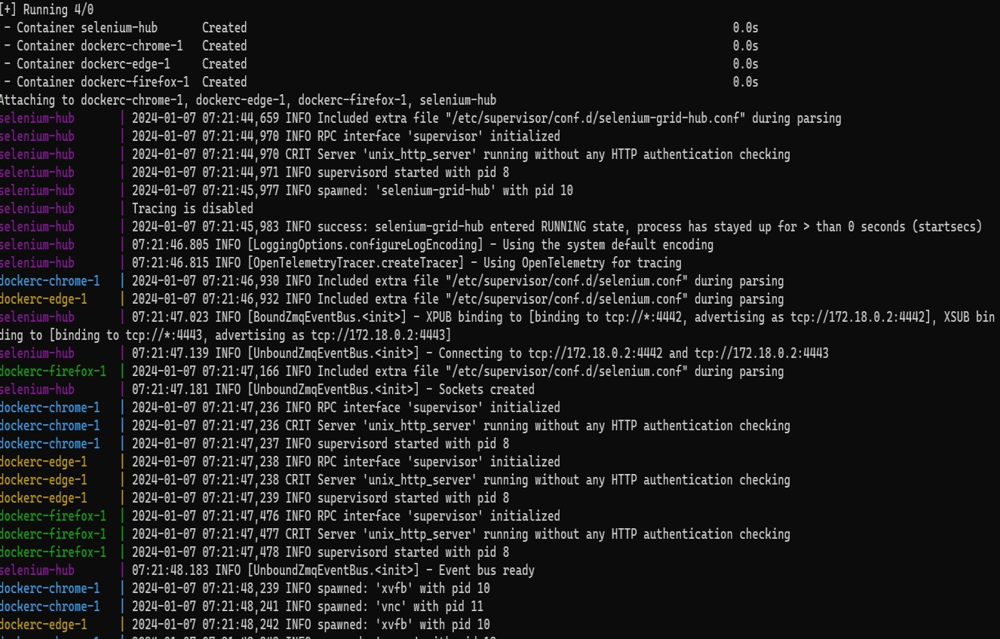 [+] Running 4/0
- Container selenium-hub Created 0.0s
- Container dockerc-chrome-1 Created 0.0s
- Container dockerc-edge-1 Created 0.0s
- Container dockerc-firefox-1 Created 0.0s
Attaching to dockerc-chrome-1, dockerc-edge-1, dockerc-firefox-1, selenium-hub
selenium-hub | 2024-01-07 07:21:44,659 INFO Included extra file "/etc/supervisor/conf.d/selenium-grid-hub.conf" during parsing
selenium-hub | 2024-01-07 07:21:44,970 INFO RPC interface 'supervisor' initialized
selenium-hub | 2024-01-07 07:21:44,970 CRIT Server 'unix_http_server' running without any HTTP authentication checking
selenium-hub | 2024-01-07 07:21:44,971 INFO supervisord started with pid 8
selenium-hub | 2024-01-07 07:21:45,977 INFO spawned: 'selenium-grid-hub' with pid 10
selenium-hub | Tracing is disabled
selenium-hub | 2024-01-07 07:21:45,983 INFO success: selenium-grid-hub entered RUNNING state, process has stayed up for > than 0 seconds (startsecs)
selenium-hub | 07:21:46.805 INFO [LoggingOptions.configureLogEncoding] - Using the system default encoding
selenium-hub | 07:21:46.815 INFO [OpenTelemetryTracer.createTracer] - Using OpenTelemetry for tracing
dockerc-chrome-1 | 2024-01-07 07:21:46,930 INFO Included extra file "/etc/supervisor/conf.d/selenium.conf" during parsing
dockerc-edge-1 | 2024-01-07 07:21:46,932 INFO Included extra file "/etc/supervisor/conf.d/selenium.conf" during parsing
selenium-hub | 07:21:47.023 INFO [BoundZmqEventBus.<init>] - XPUB binding to [binding to tcp://*:4442, advertising as tcp://172.18.0.2:4442], XSUB bin
ding to [binding to tcp://*:4443, advertising as tcp://172.18.0.2:4443]
selenium-hub | 07:21:47.139 INFO [UnboundZmqEventBus.<init>] - Connecting to tcp://172.18.0.2:4442 and tcp://172.18.0.2:4443
dockerc-firefox-1 | 2024-01-07 07:21:47,166 INFO Included extra file "/etc/supervisor/conf.d/selenium.conf" during parsing
selenium-hub | 07:21:47.181 INFO [UnboundZmqEventBus.<init>] - Sockets created
dockerc-chrome-1 | 2024-01-07 07:21:47,236 INFO RPC interface 'supervisor' initialized
dockerc-chrome-1 | 2024-01-07 07:21:47,236 CRIT Server 'unix_http_server' running without any HTTP authentication checking
dockerc-chrome-1 | 2024-01-07 07:21:47,237 INFO supervisord started with pid 8
dockerc-edge-1 | 2024-01-07 07:21:47,238 INFO RPC interface 'supervisor' initialized
dockerc-edge-1 | 2024-01-07 07:21:47,238 CRIT Server 'unix_http_server' running without any HTTP authentication checking
dockerc-edge-1 | 2024-01-07 07:21:47,239 INFO supervisord started with pid 8
dockerc-firefox-1 | 2024-01-07 07:21:47,476 INFO RPC interface 'supervisor' initialized
dockerc-firefox-1 | 2024-01-07 07:21:47,477 CRIT Server 'unix_http_server' running without any HTTP authentication checking
dockerc-firefox-1 | 2024-01-07 07:21:47,478 INFO supervisord started with pid 8
selenium-hub | 07:21:48.183 INFO [UnboundZmqEventBus.<init>] - Event bus ready
dockerc-chrome-1 | 2024-01-07 07:21:48,239 INFO spawned: 'xvfb' with pid 10
dockerc-chrome-1 | 2024-01-07 07:21:48,241 INFO spawned: 'vnc' with pid 11
dockerc-edge-1 | 2024-01-07 07:21:48,242 INFO spawned: 'xvfb' with pid 10